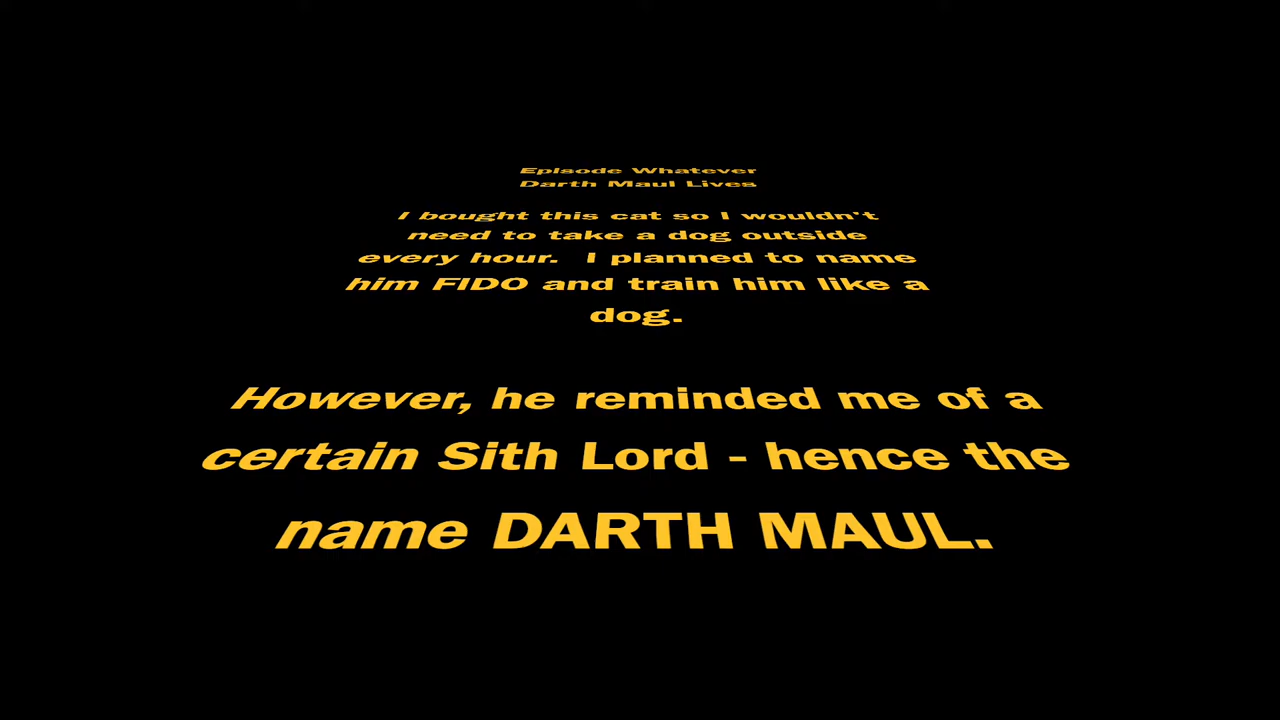 Episode Whatever
Darth Maul Lives
I bought this cat so I wouldn't
need to take a dog outside
every hour.  I planned to name
him FIDO and train him like a
dog.
However, he reminded me of a
certain Sith Lord - hence the
name DARTH MAUL.